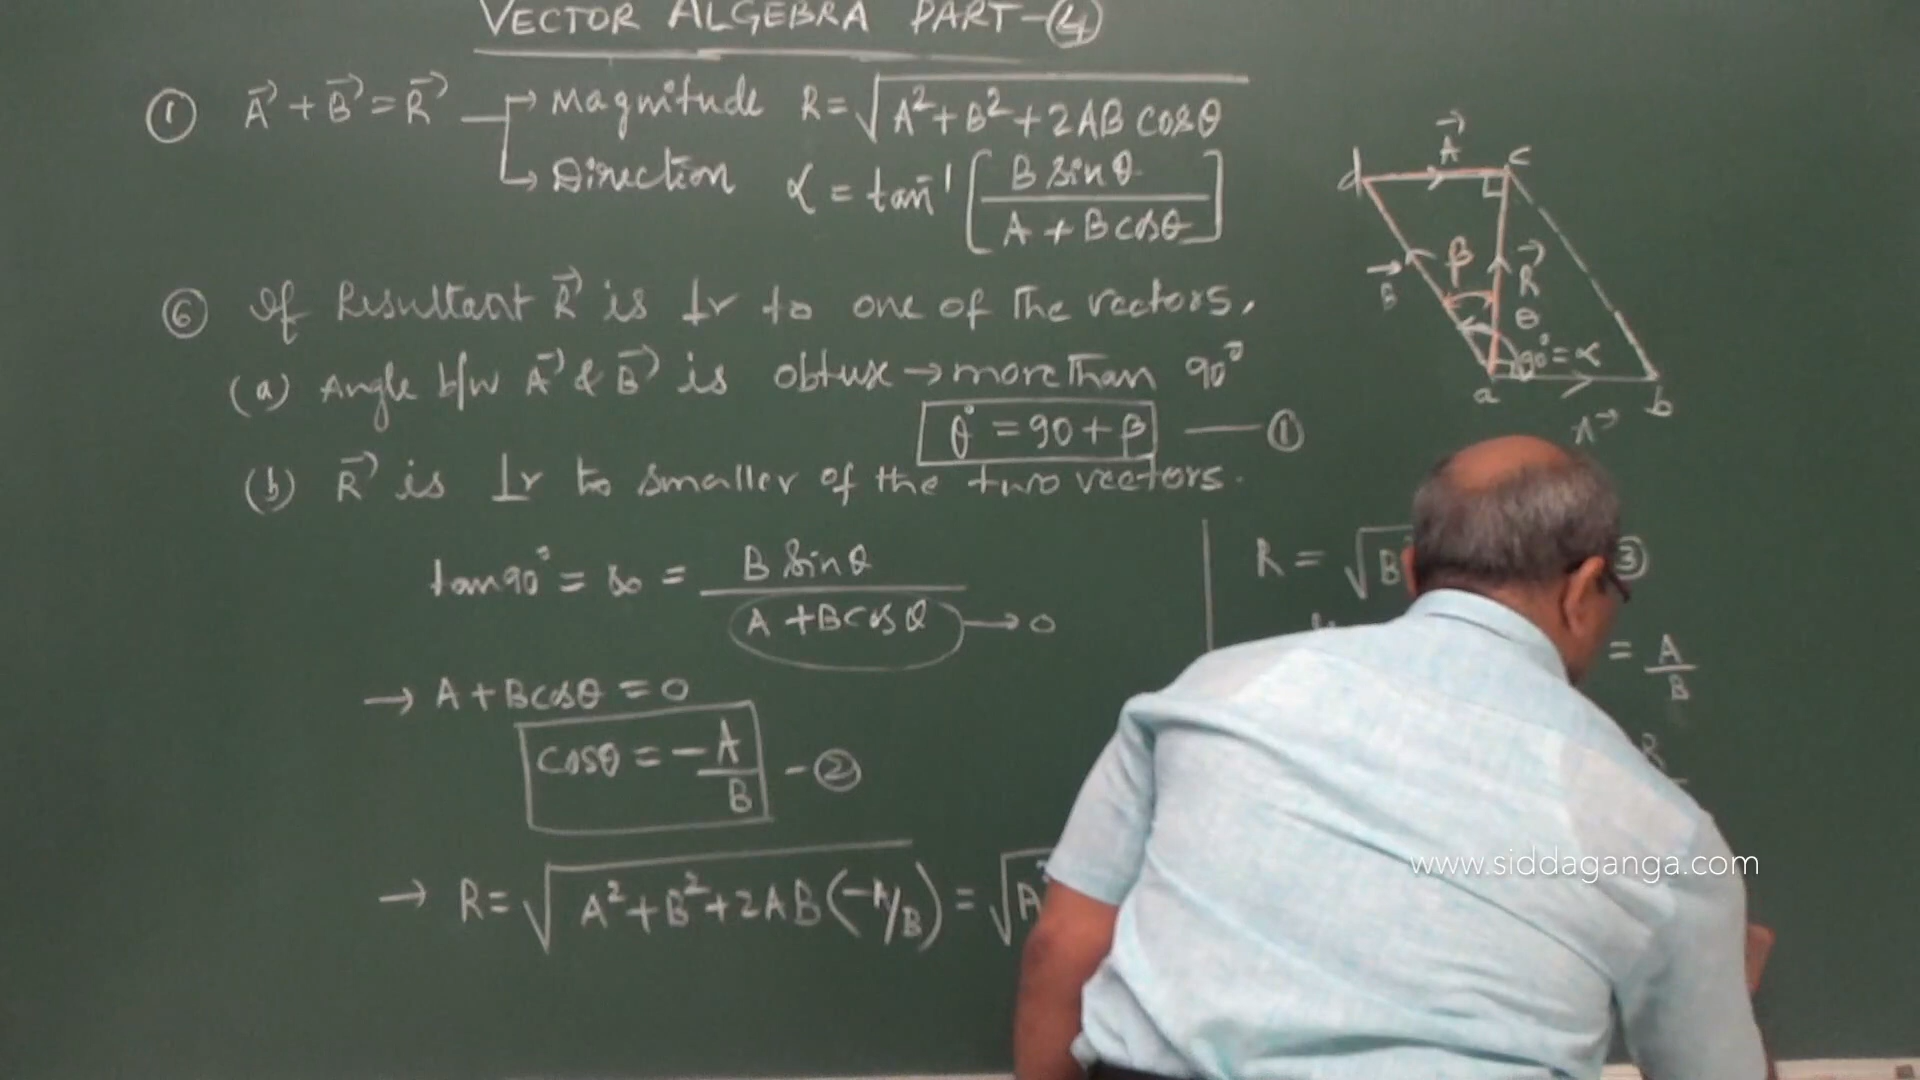 VECTOR ALGEBRA PART-④
① A⃗ + B⃗ = R⃗ → Magnitude R = √(A² + B² + 2AB cosθ)
→ Direction α = tan⁻¹ [B sinθ / (A + B cosθ)]
⑥ If Resultant R⃗ is ⊥r to one of the vectors.
(a) Angle b/w A⃗ & B⃗ is obtuse → more than 90°
θ° = 90 + β — ①
(b) R⃗ is ⊥r to smaller of the two vectors.
tan90° = ∞ = B sinθ / (A + B cosθ) → 0
→ A + B cosθ = 0
cosθ = - A / B - ②
→ R = √(A² + B² + 2AB(-A/B)) = √A
R = √B ③
= A / B
R
d A⃗ c
B⃗ β R⃗
θ
90° = α
a b
A⃗
www.siddaganga.com